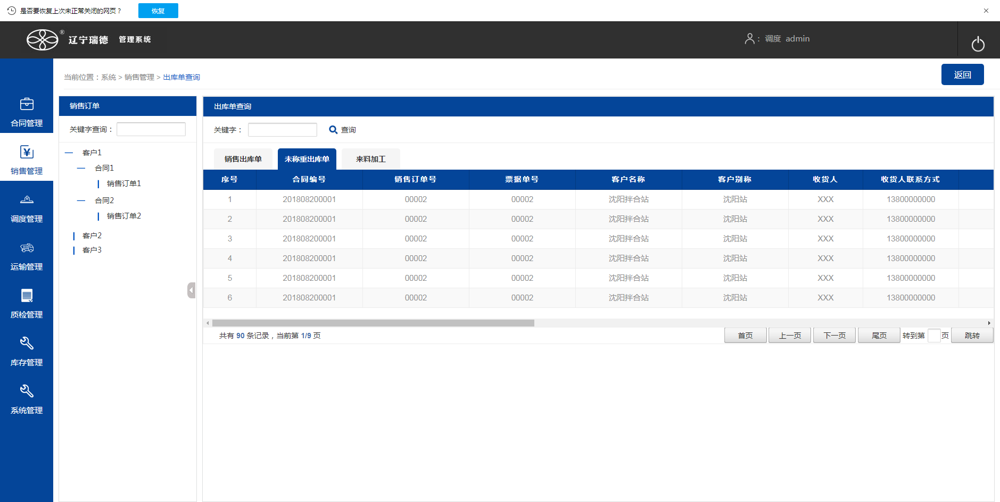 是否要恢复上次未正常关闭的网页？ 恢复
® 辽宁瑞德 管理系统
: 调度 admin
当前位置：系统 > 销售管理 > 出库单查询
返回
合同管理
销售管理
调度管理
运输管理
质检管理
库存管理
系统管理
销售订单
关键字查询：
客户1
合同1
销售订单1
合同2
销售订单2
客户2
客户3
出库单查询
关键字： 查询
销售出库单 未称重出库单 来料加工
序号 合同编号 销售订单号 票据单号 客户名称 客户别称 收货人 收货人联系方式
1 201808200001 00002 00002 沈阳拌合站 沈阳站 XXX 13800000000
2 201808200001 00002 00002 沈阳拌合站 沈阳站 XXX 13800000000
3 201808200001 00002 00002 沈阳拌合站 沈阳站 XXX 13800000000
4 201808200001 00002 00002 沈阳拌合站 沈阳站 XXX 13800000000
5 201808200001 00002 00002 沈阳拌合站 沈阳站 XXX 13800000000
6 201808200001 00002 00002 沈阳拌合站 沈阳站 XXX 13800000000
共有 90 条记录，当前第 1/9 页 首页 上一页 下一页 尾页 转到第 页 跳转